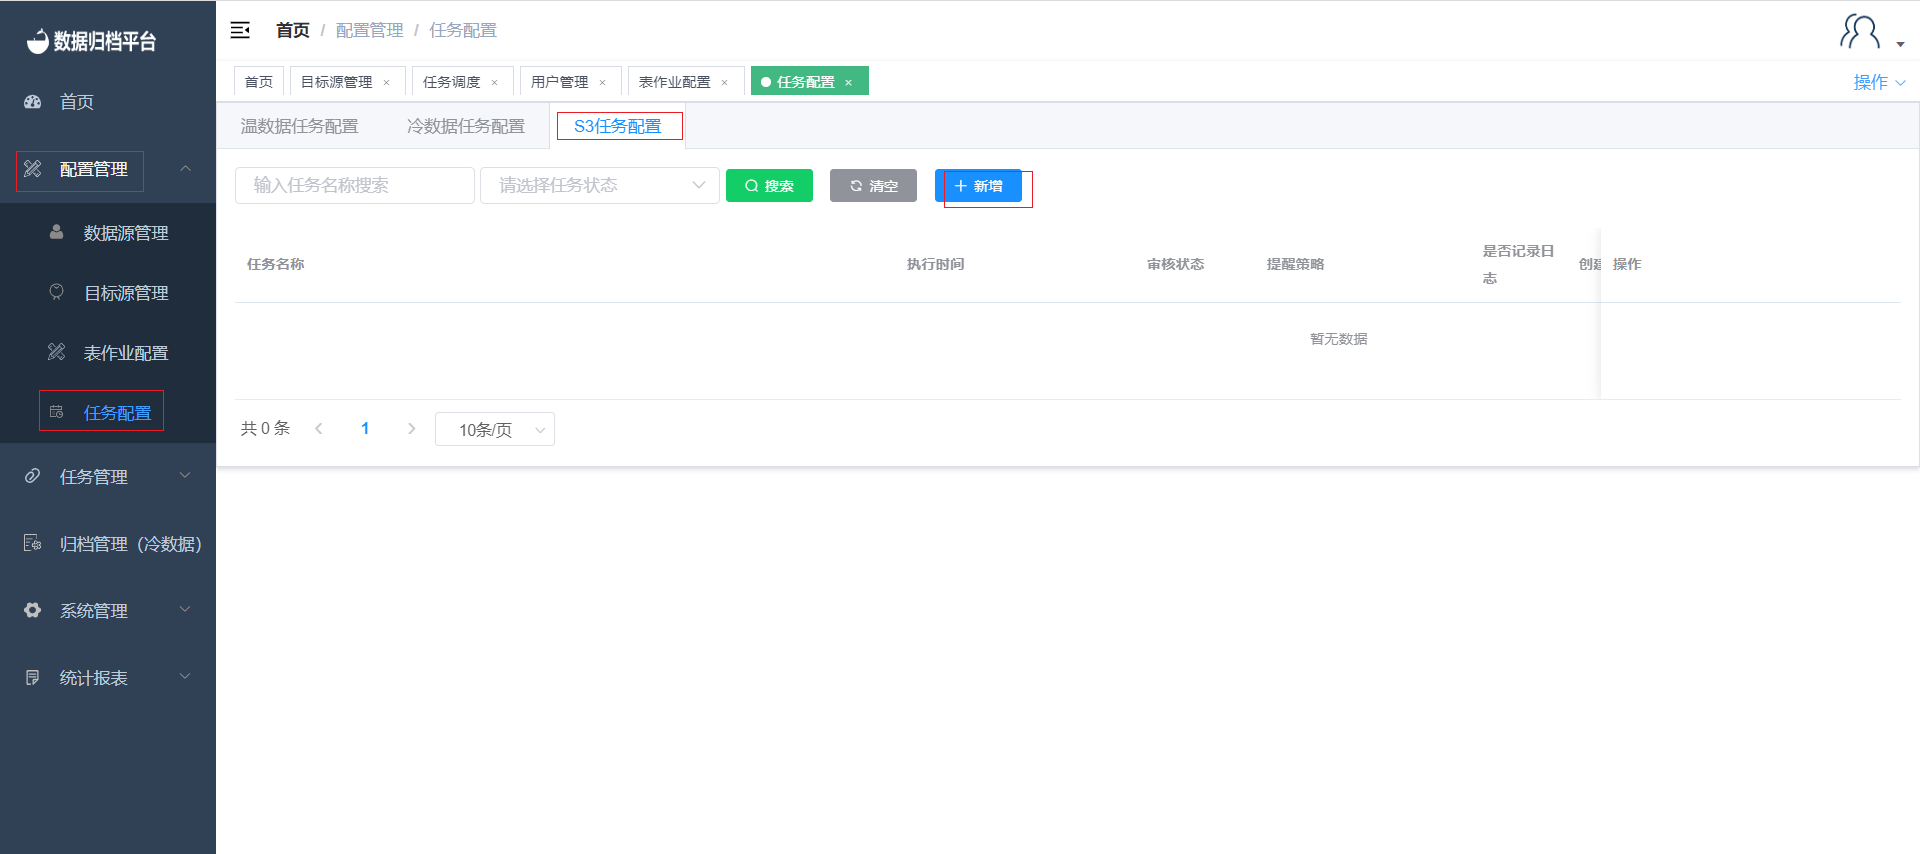 数据归档平台
首页
配置管理
数据源管理
目标源管理
表作业配置
任务配置
任务管理
归档管理（冷数据）
系统管理
统计报表
首页 / 配置管理 / 任务配置
首页 目标源管理 × 任务调度 × 用户管理 × 表作业配置 × 任务配置 × 操作
温数据任务配置 冷数据任务配置 S3任务配置
输入任务名称搜索 请选择任务状态 搜索 清空 新增
任务名称 执行时间 审核状态 提醒策略 是否记录日 操作
志
暂无数据
共 0 条 1 10条/页